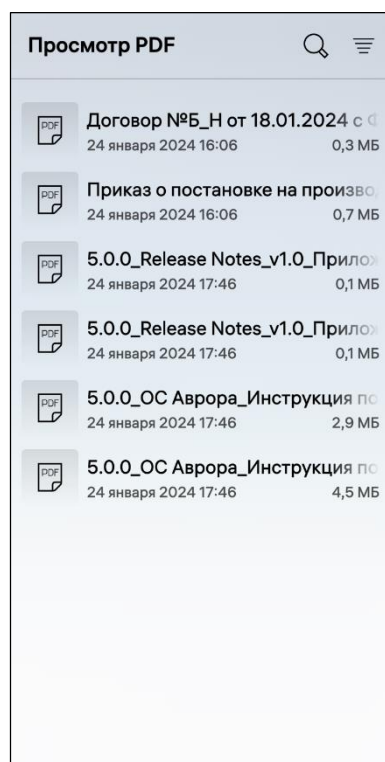 Просмотр PDF
PDF
Договор №Б_Н от 18.01.2024 с
24 января 2024 16:06 0,3 МБ
PDF
Приказ о постановке на произво
24 января 2024 16:06 0,7 МБ
PDF
5.0.0_Release Notes_v1.0_Прилож
24 января 2024 17:46 0,1 МБ
PDF
5.0.0_Release Notes_v1.0_Прилож
24 января 2024 17:46 0,1 МБ
PDF
5.0.0_ОС Аврора_Инструкция по
24 января 2024 17:46 2,9 МБ
PDF
5.0.0_ОС Аврора_Инструкция по
24 января 2024 17:46 4,5 МБ